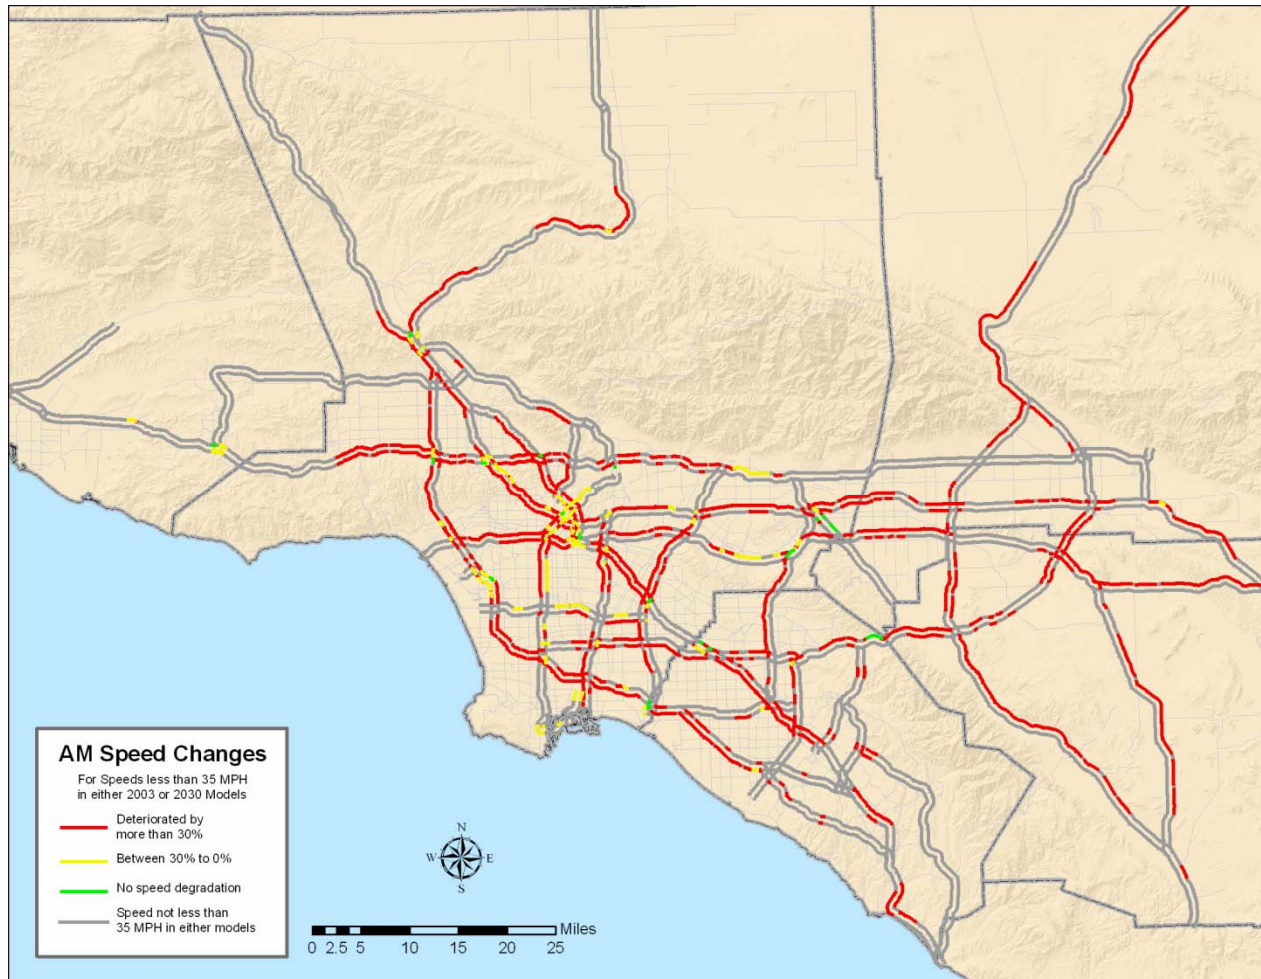 AM Speed Changes
For Speeds less than 35 MPH
in either 2003 or 2030 Models
Deteriorated by
more than 30%
Between 30% to 0%
No speed degradation
Speed not less than
35 MPH in either models
N
W E
S
Miles
0 2.5 5 10 15 20 25